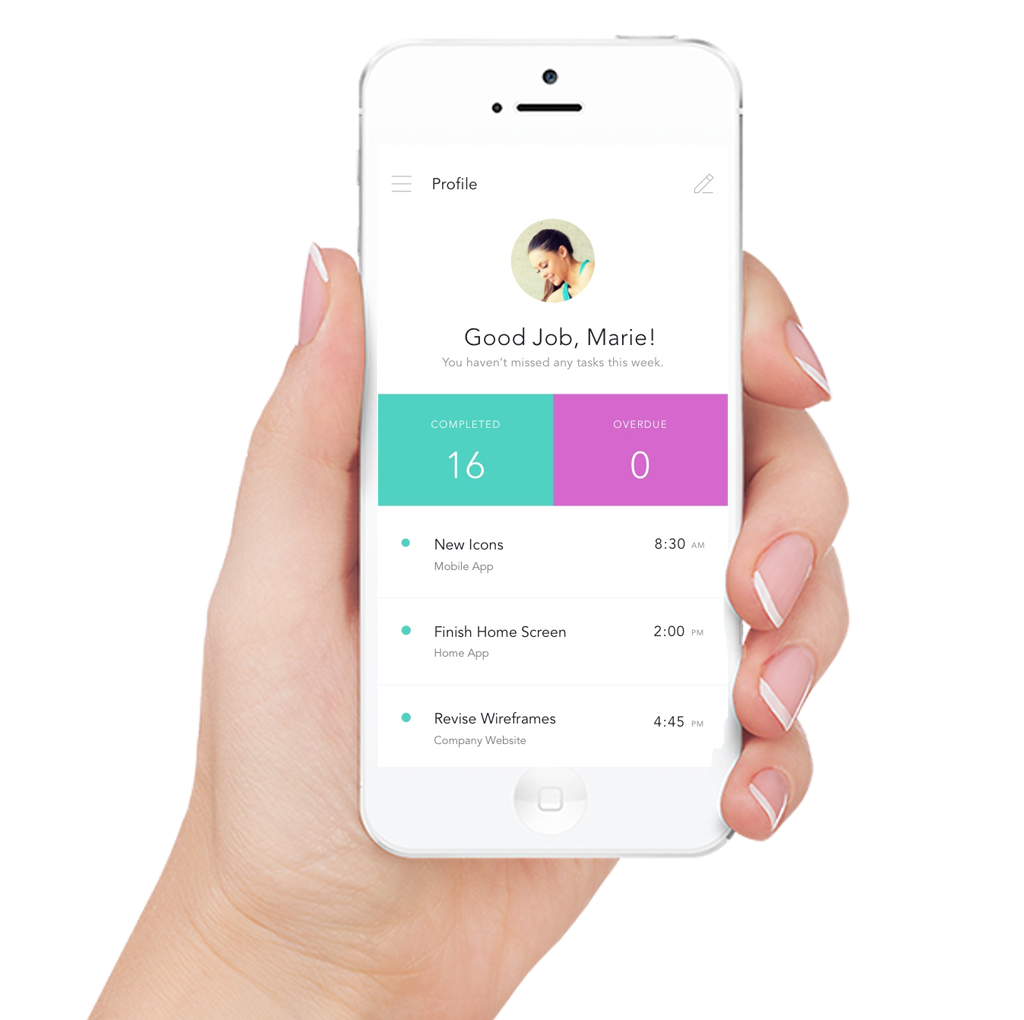 Profile
Good Job, Marie!
You haven't missed any tasks this week.
COMPLETED
OVERDUE
16
0
New Icons
8:30 AM
Mobile App
Finish Home Screen
2:00 PM
Home App
Revise Wireframes
4:45 PM
Company Website